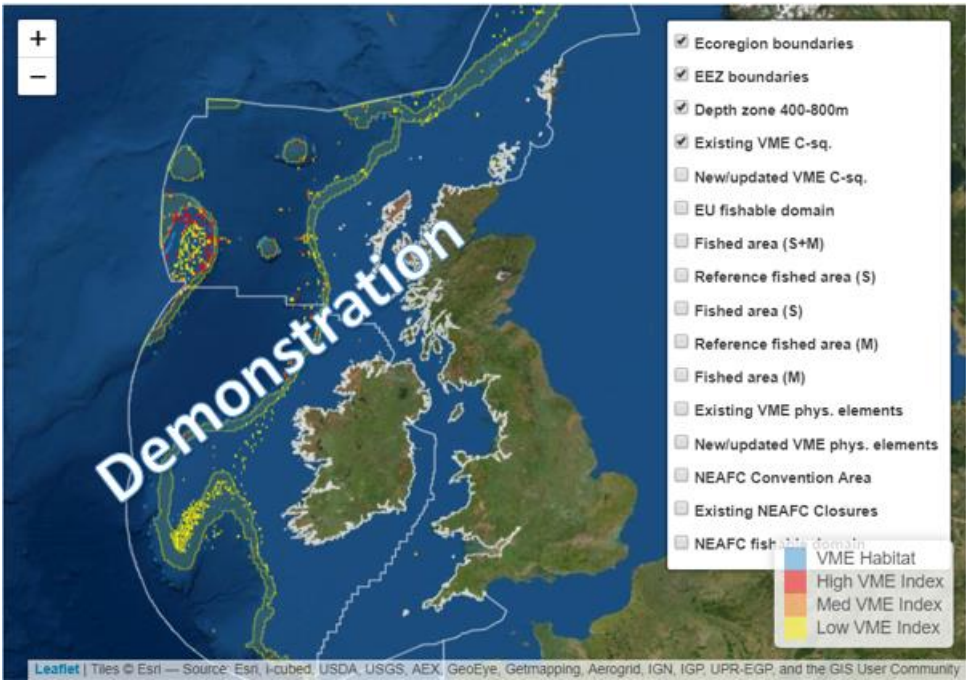 +
−
Ecoregion boundaries
EEZ boundaries
Depth zone 400-800m
Existing VME C-sq.
New/updated VME C-sq.
EU fishable domain
Fished area (S+M)
Reference fished area (S)
Fished area (S)
Reference fished area (M)
Fished area (M)
Existing VME phys. elements
New/updated VME phys. elements
NEAFC Convention Area
Existing NEAFC Closures
NEAFC fishable domain
VME Habitat
High VME Index
Med VME Index
Low VME Index
Demonstration
Leaflet | Tiles © Esri — Source: Esri, i-cubed, USDA, USGS, AEX, GeoEye, Getmapping, Aerogrid, IGN, IGP, UPR-EGP, and the GIS User Community